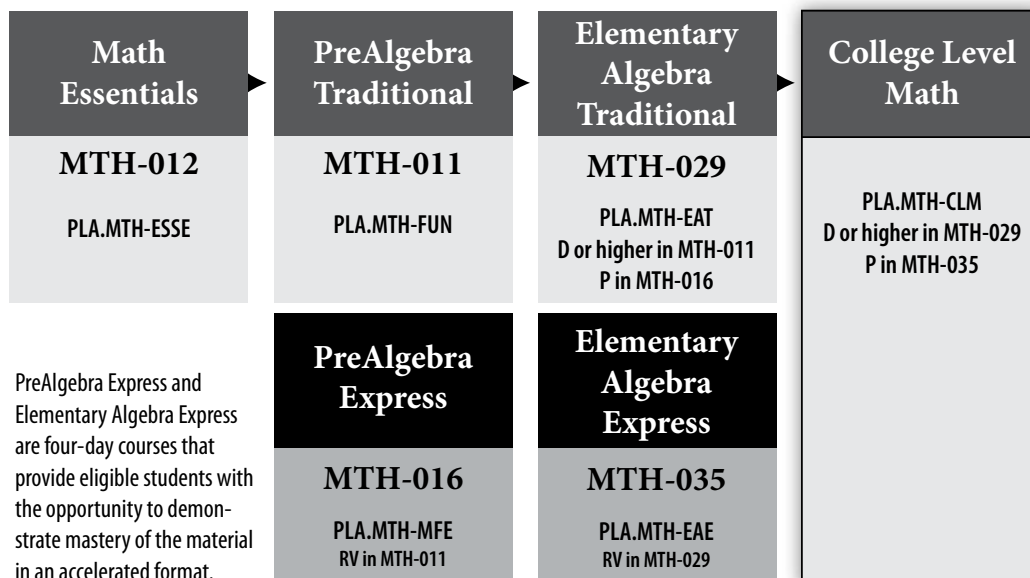 Math
Essentials
MTH-012
PLA.MTH-ESSE
PreAlgebra
Traditional
MTH-011
PLA.MTH-FUN
Elementary
Algebra
Traditional
MTH-029
PLA.MTH-EAT
D or higher in MTH-011
P in MTH-016
College Level
Math
PLA.MTH-CLM
D or higher in MTH-029
P in MTH-035
PreAlgebra Express and
Elementary Algebra Express
are four-day courses that
provide eligible students with
the opportunity to demon-
strate mastery of the material
in an accelerated format.
PreAlgebra
Express
MTH-016
PLA.MTH-MFE
RV in MTH-011
Elementary
Algebra
Express
MTH-035
PLA.MTH-EAE
RV in MTH-029